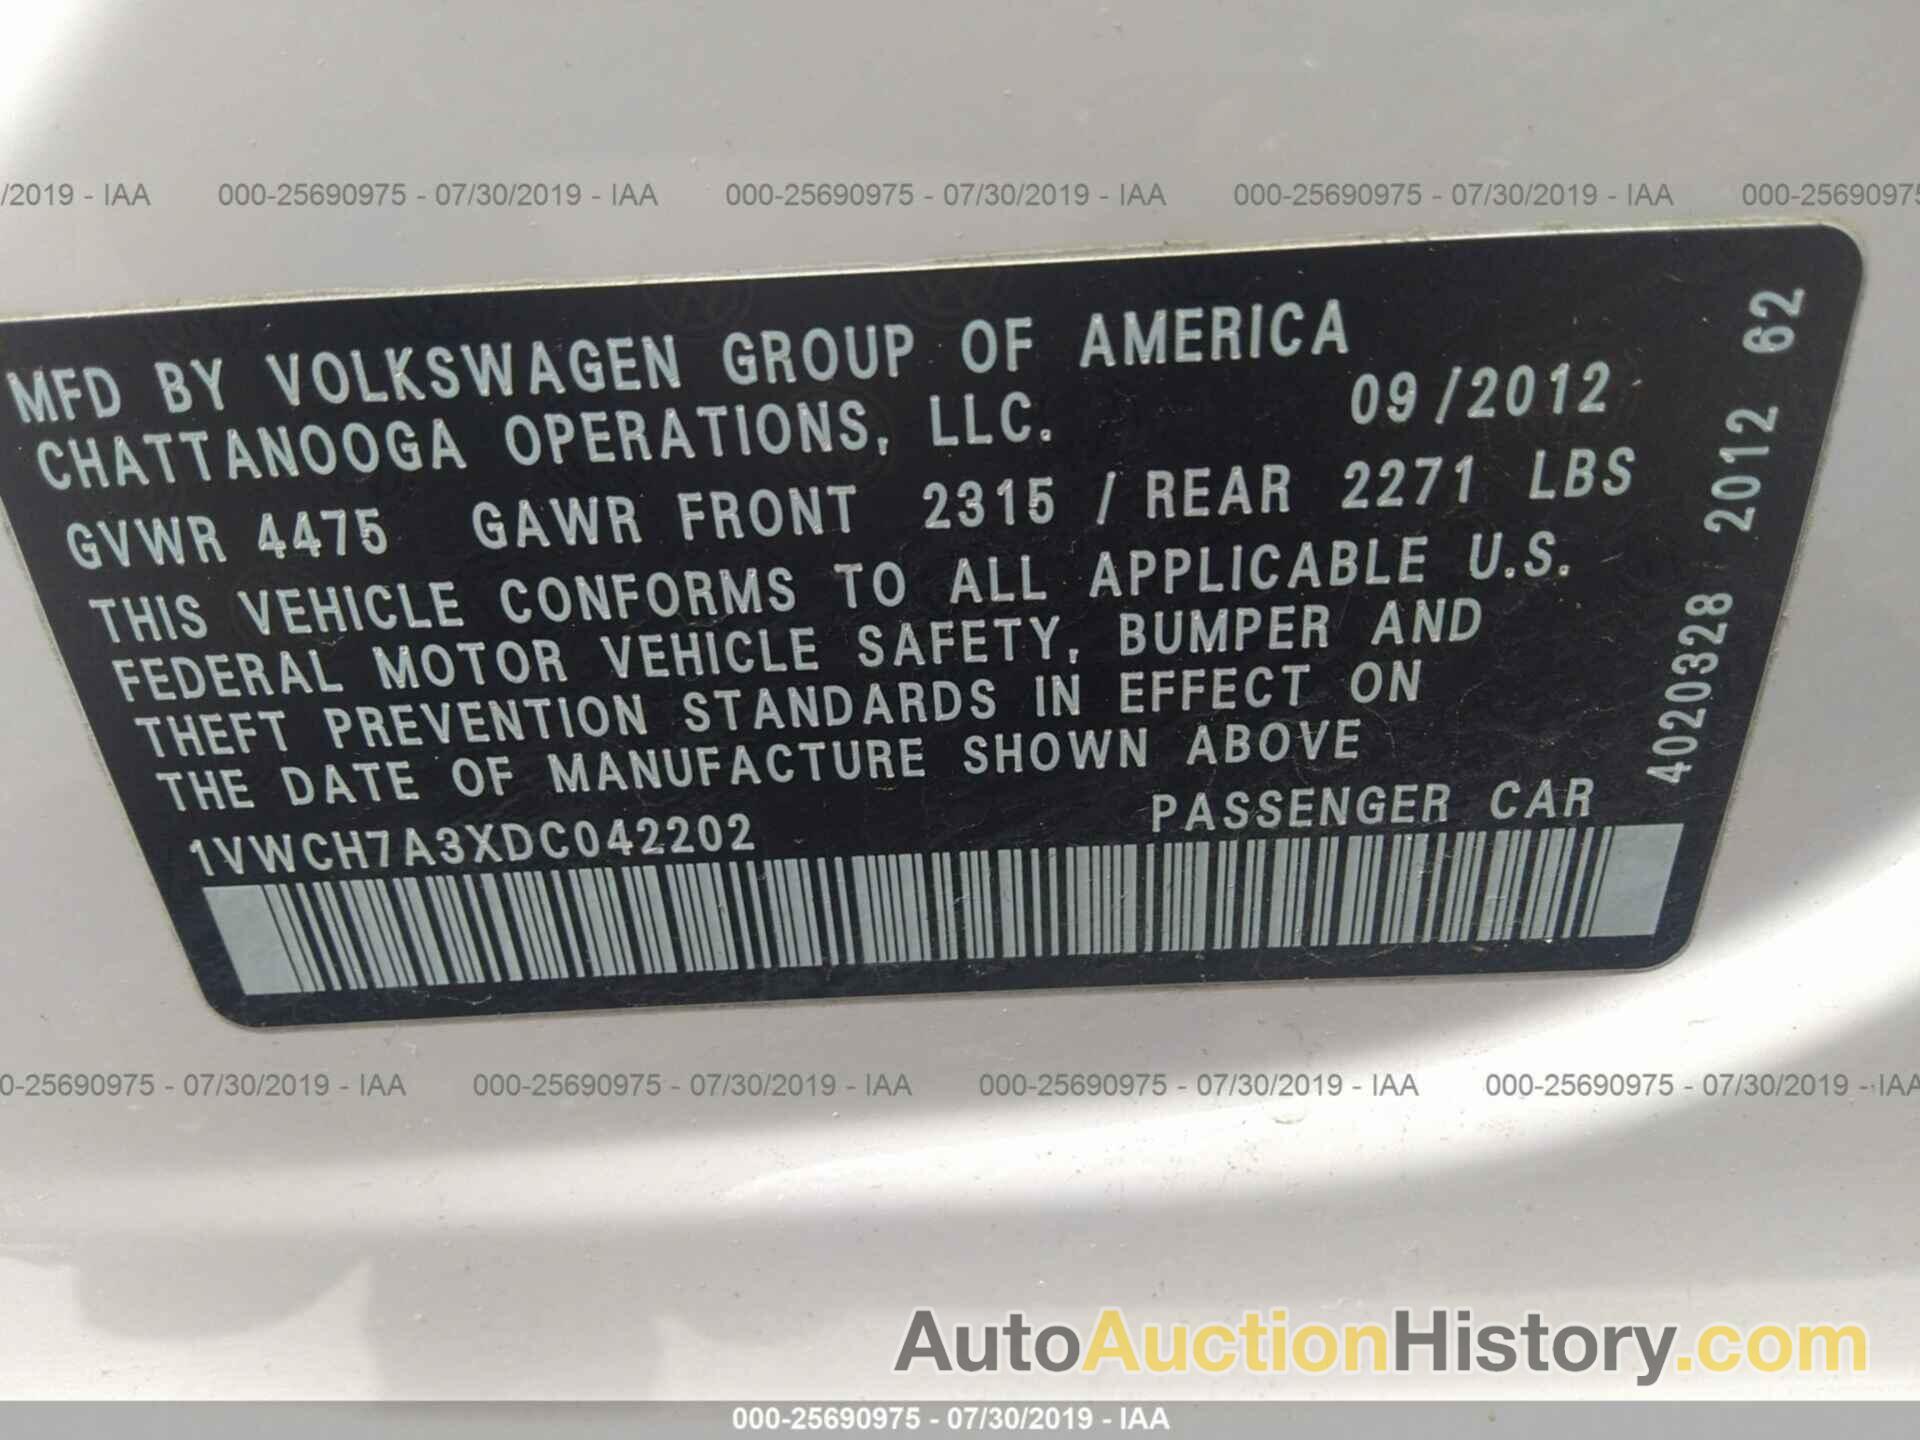 /2019 - IAA 000-25690975 - 07/30/2019 - IAA 000-25690975 - 07/30/2019 - IAA 000-25690975 - 07/30/2019 - IAA 000-25690975
MFD BY VOLKSWAGEN GROUP OF AMERICA
CHATTANOOGA OPERATIONS, LLC. 09/2012
GVWR 4475 GAWR FRONT 2315 / REAR 2271 LBS
THIS VEHICLE CONFORMS TO ALL APPLICABLE U.S.
FEDERAL MOTOR VEHICLE SAFETY, BUMPER AND
THEFT PREVENTION STANDARDS IN EFFECT ON
THE DATE OF MANUFACTURE SHOWN ABOVE
1VWCH7A3XDC042202 PASSENGER CAR
4020328 2012 62
0-25690975 - 07/30/2019 - IAA 000-25690975 - 07/30/2019 - IAA 000-25690975 - 07/30/2019 - IAA 000-25690975 - 07/30/2019 - IAA
AutoAuctionHistory.com
000-25690975 - 07/30/2019 - IAA